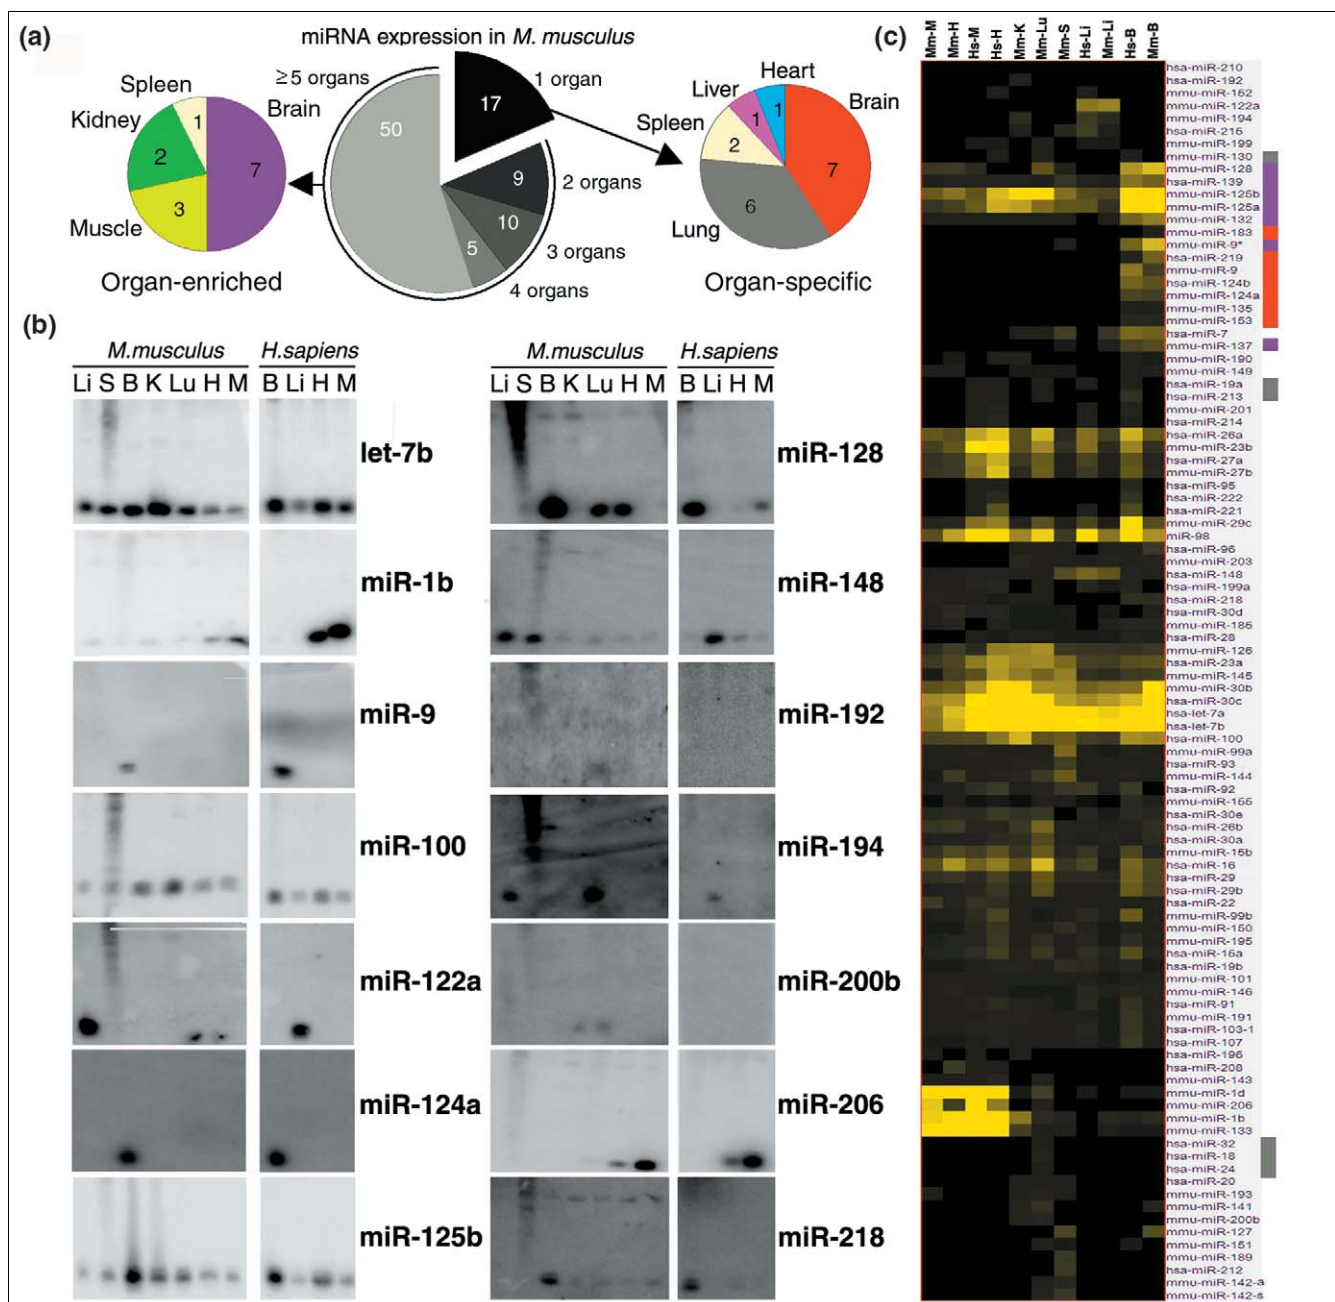 (a)
miRNA expression in M. musculus
≥5 organs
1 organ
17
50
9
2 organs
10
3 organs
5
4 organs
Spleen
1
Brain
Kidney
2
7
3
Muscle
Organ-enriched
Heart
Liver
Brain
1
1
Spleen
2
7
6
Lung
Organ-specific
(b)
M.musculus
H.sapiens
Li S B K Lu H M
B Li H M
let-7b
miR-1b
miR-9
miR-100
miR-122a
miR-124a
miR-125b
M.musculus
H.sapiens
Li S B K Lu H M
B Li H M
miR-128
miR-148
miR-192
miR-194
miR-200b
miR-206
miR-218
(c)
Mm-M
Mm-H
Hs-M
Hs-H
Mm-K
Mm-Lu
Mm-S
Hs-Li
Mm-Li
Hs-B
Mm-B
hsa-miR-210
hsa-miR-192
mmu-miR-152
mmu-miR-122a
mmu-miR-194
hsa-miR-215
mmu-miR-199
hsa-miR-130
mmu-miR-128
hsa-miR-139
mmu-miR-125b
mmu-miR-125a
mmu-miR-132
mmu-miR-183
mmu-miR-9*
hsa-miR-219
mmu-miR-9
hsa-miR-124b
mmu-miR-124a
mmu-miR-135
mmu-miR-153
hsa-miR-7
mmu-miR-137
mmu-miR-190
mmu-miR-149
hsa-miR-19a
hsa-miR-213
mmu-miR-201
hsa-miR-214
hsa-miR-26a
mmu-miR-23b
hsa-miR-27a
mmu-miR-27b
hsa-miR-95
hsa-miR-222
hsa-miR-221
mmu-miR-29c
miR-98
hsa-miR-96
mmu-miR-203
hsa-miR-148
hsa-miR-199a
hsa-miR-218
hsa-miR-30d
mmu-miR-185
hsa-miR-28
mmu-miR-126
hsa-miR-23a
mmu-miR-145
mmu-miR-30b
hsa-miR-30c
hsa-let-7a
hsa-let-7b
hsa-miR-100
mmu-miR-99a
hsa-miR-93
mmu-miR-144
hsa-miR-92
mmu-miR-155
hsa-miR-30e
hsa-miR-26b
hsa-miR-30a
mmu-miR-15b
hsa-miR-16
hsa-miR-29
hsa-miR-29b
hsa-miR-22
mmu-miR-99b
mmu-miR-150
mmu-miR-195
hsa-miR-15a
hsa-miR-19b
mmu-miR-101
mmu-miR-146
hsa-miR-91
mmu-miR-191
hsa-miR-103-1
hsa-miR-107
hsa-miR-196
hsa-miR-208
mmu-miR-143
mmu-miR-1d
mmu-miR-206
mmu-miR-1b
mmu-miR-133
hsa-miR-32
hsa-miR-18
hsa-miR-24
hsa-miR-20
mmu-miR-193
mmu-miR-141
mmu-miR-200b
mmu-miR-127
mmu-miR-151
mmu-miR-189
hsa-miR-212
mmu-miR-142-a
mmu-miR-142-s